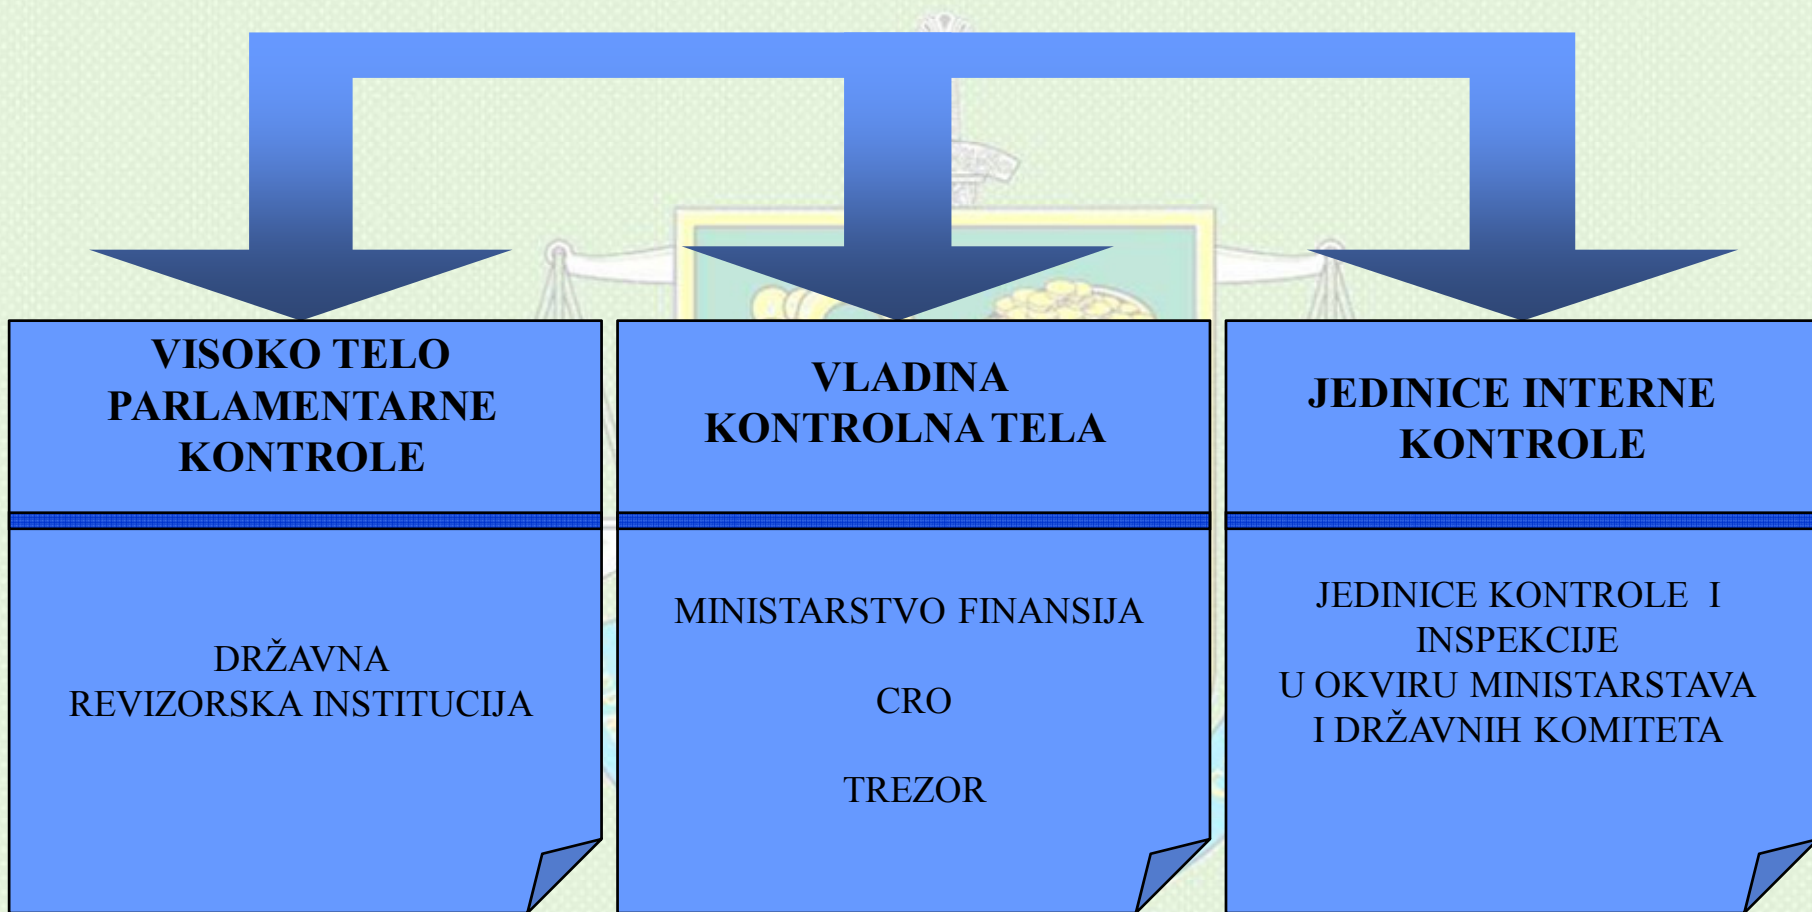 VISOKO TELO
PARLAMENTARNE
KONTROLE
DRŽAVNA
REVIZORSKA INSTITUCIJA
VLADINA
KONTROLNA TELA
MINISTARSTVO FINANSIJA
CRO
TREZOR
JEDINICE INTERNE
KONTROLE
JEDINICE KONTROLE I
INSPEKCIJE
U OKVIRU MINISTARSTAVA
I DRŽAVNIH KOMITETA